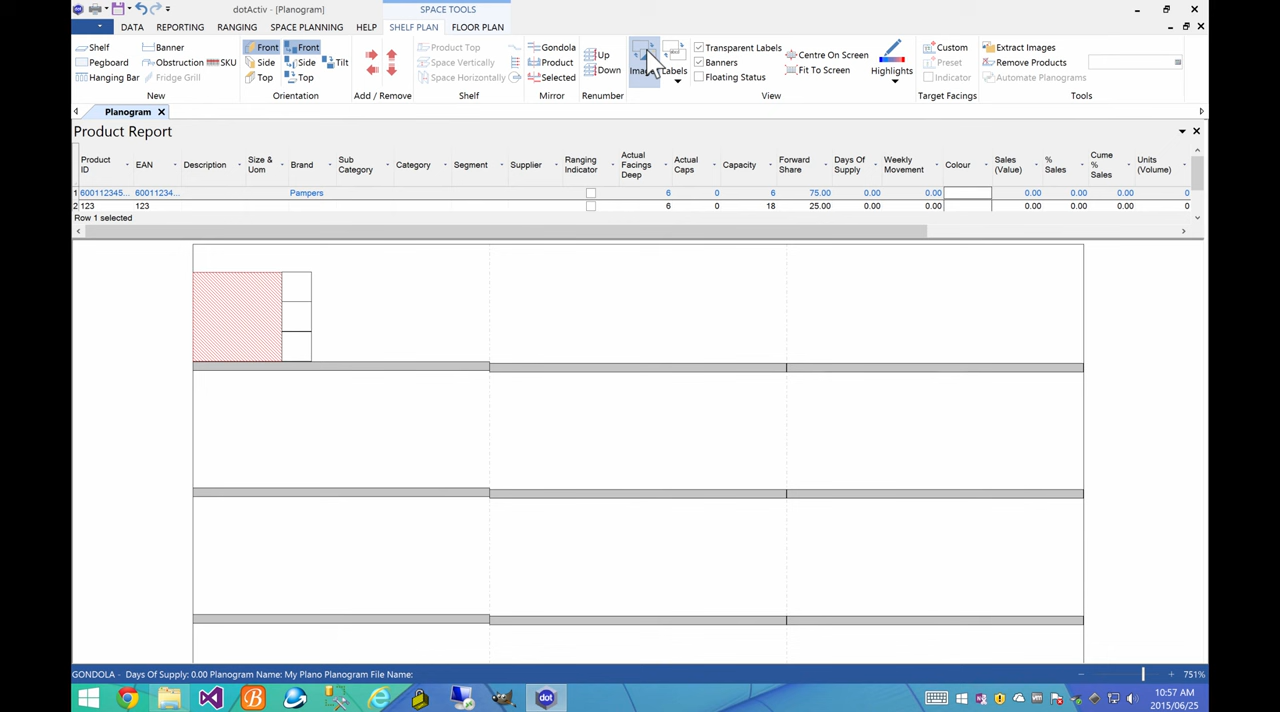 dotActiv - [Planogram]
SPACE TOOLS
DATA REPORTING RANGING SPACE PLANNING HELP SHELF PLAN FLOOR PLAN
Shelf Banner Front Front Product Top Gondola Up Transparent Labels Centre On Screen Custom Extract Images
Pegboard Obstruction SKU Side Side Tilt Space Vertically Product Down Images Labels Banners Fit To Screen Highlights Preset Remove Products
Hanging Bar Fridge Grill Top Top Space Horizontally Selected Floating Status Indicator Automate Planograms
New Orientation Add / Remove Shelf Mirror Renumber View Target Facings Tools
Planogram
Product Report
Product ID EAN Description Size & Uom Brand Sub Category Category Segment Supplier Ranging Indicator Actual Facings Deep Actual Caps Capacity Forward Share Days Of Supply Weekly Movement Colour Sales (Value) % Sales Cume % Sales Units (Volume)
1 600112345... 60011234... Pampers 6 0 6 75.00 0.00 0.00 0.00 0.00 0.00 0
2 123 123 6 0 18 25.00 0.00 0.00 0.00 0.00 0.00 0
Row 1 selected
GONDOLA Days Of Supply: 0.00 Planogram Name: My Plano Planogram File Name:
751%
10:57 AM
2015/06/25